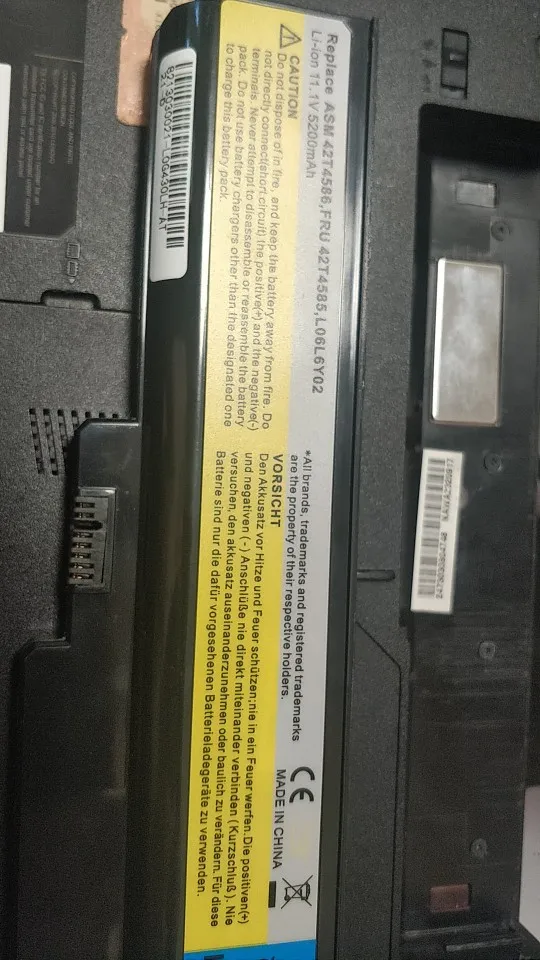 Replace ASM 42T4586,FRU 42T4585,L06L6Y02
Li-ion 11.1V 5200mAh
CAUTION
Do not dispose of in fire, and keep the battery away from fire. Do
not directly connect(short circuit) the positive(+) and the negative(-)
terminals. Never attempt to disassemble or reassemble the battery
pack. Do not use battery chargers other than the designated one
to charge this battery pack.
*All brands, trademarks and registered trademarks
are the property of their respective holders.
VORSICHT
Den Akkusatz vor Hitze und Feuer schützen;nie in ein Feuer werfen.Die positiven(+)
und negativen (-) Anschlüße nie direkt miteinander verbinden (Kurzschluß). Nie
versuchen, den akkusatz auseinanderzunehmen oder baulich zu verändern. Für diese
Batterie sind nur die dafür vorgesehenen Batterieladegeräte zu verwenden.
CE
MADE IN CHINA